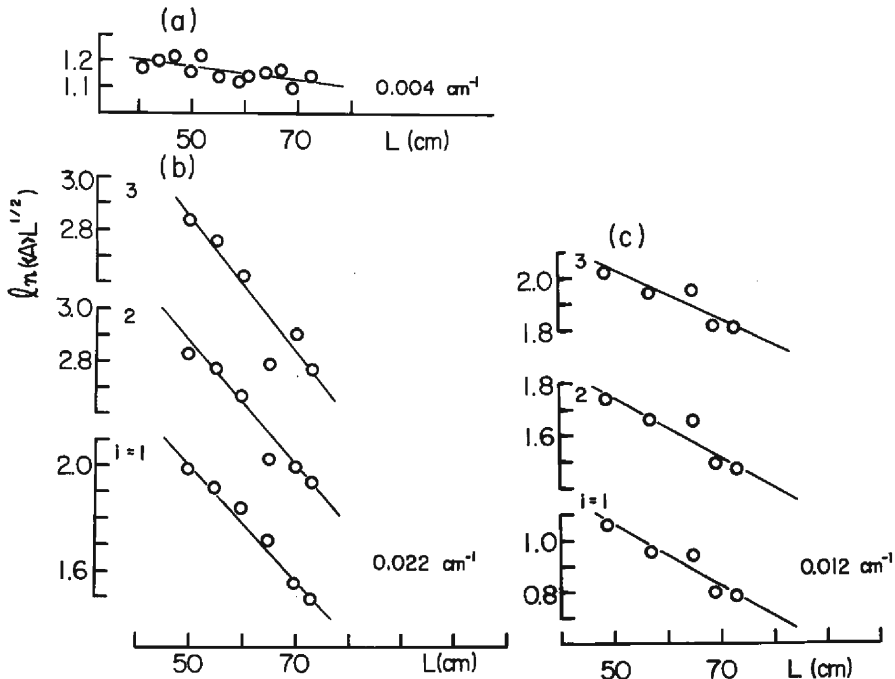 (a)
1.2
1.1
0.004 cm⁻¹
50 70 L (cm)
ln(⟨A⟩L^1/2)
(b)
3.0
3
2.8
3.0
2
2.8
i=1
2.0
1.6
0.022 cm⁻¹
50 70 L(cm)
(c)
3
2.0
1.8
1.8
2
1.6
i=1
1.0
0.8
0.012 cm⁻¹
50 70 L (cm)